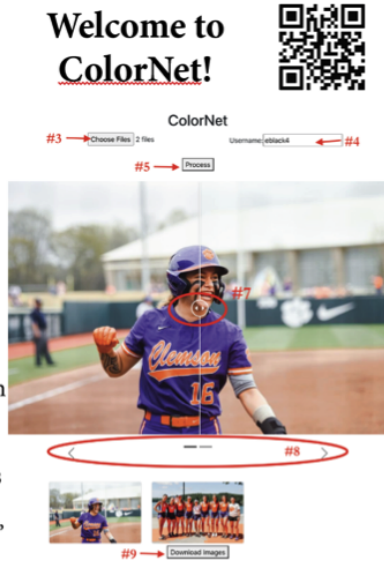 Welcome to
ColorNet!
ColorNet
#3 Choose Files 2 files Username: eblack4 #4
#5 Process
#7
Clemson
16
#8
#9 Download Images